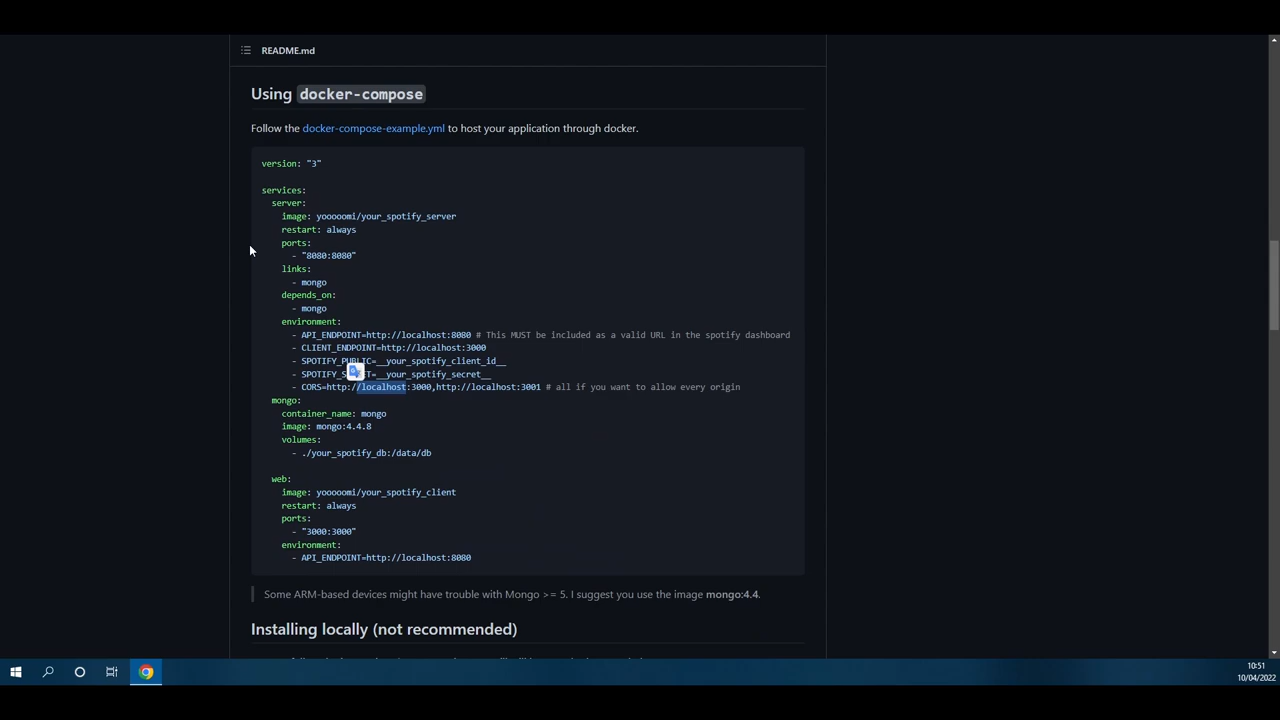 README.md
Using docker-compose
Follow the docker-compose-example.yml to host your application through docker.
version: "3"
services:
server:
image: yooooomi/your_spotify_server
restart: always
ports:
- "8080:8080"
links:
- mongo
depends_on:
- mongo
environment:
- API_ENDPOINT=http://localhost:8080 # This MUST be included as a valid URL in the spotify dashboard
- CLIENT_ENDPOINT=http://localhost:3000
- SPOTIFY_PUBLIC=__your_spotify_client_id__
- =__your_spotify_secret__
- CORS=http://localhost:3000,http://localhost:3001 # all if you want to allow every origin
mongo:
container_name: mongo
image: mongo:4.4.8
volumes:
- ./your_spotify_db:/data/db
web:
image: yooooomi/your_spotify_client
restart: always
ports:
- "3000:3000"
environment:
- API_ENDPOINT=http://localhost:8080
Some ARM-based devices might have trouble with Mongo >= 5. I suggest you use the image mongo:4.4.
Installing locally (not recommended)
10:51
10/04/2022